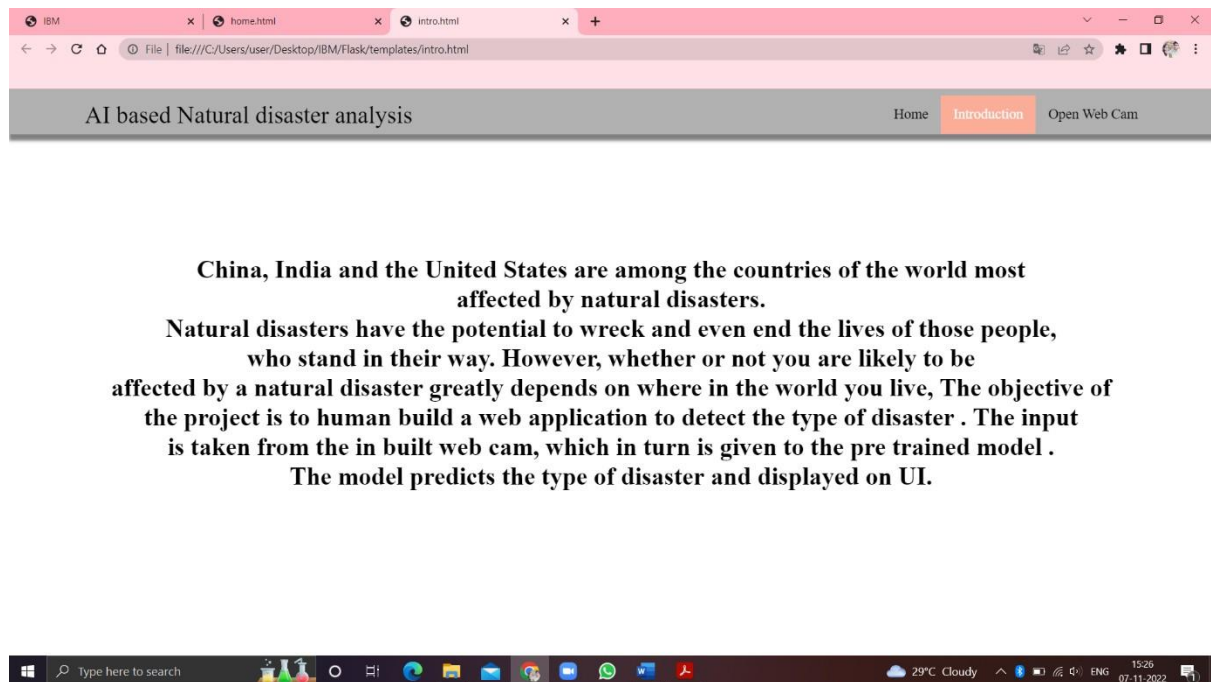 IBM
home.html
intro.html
File | file:///C:/Users/user/Desktop/IBM/Flask/templates/intro.html
AI based Natural disaster analysis
Home Introduction Open Web Cam
China, India and the United States are among the countries of the world most
affected by natural disasters.
Natural disasters have the potential to wreck and even end the lives of those people,
who stand in their way. However, whether or not you are likely to be
affected by a natural disaster greatly depends on where in the world you live, The objective of
the project is to human build a web application to detect the type of disaster . The input
is taken from the in built web cam, which in turn is given to the pre trained model .
The model predicts the type of disaster and displayed on UI.
Type here to search
29°C Cloudy
ENG
15:26
07-11-2022